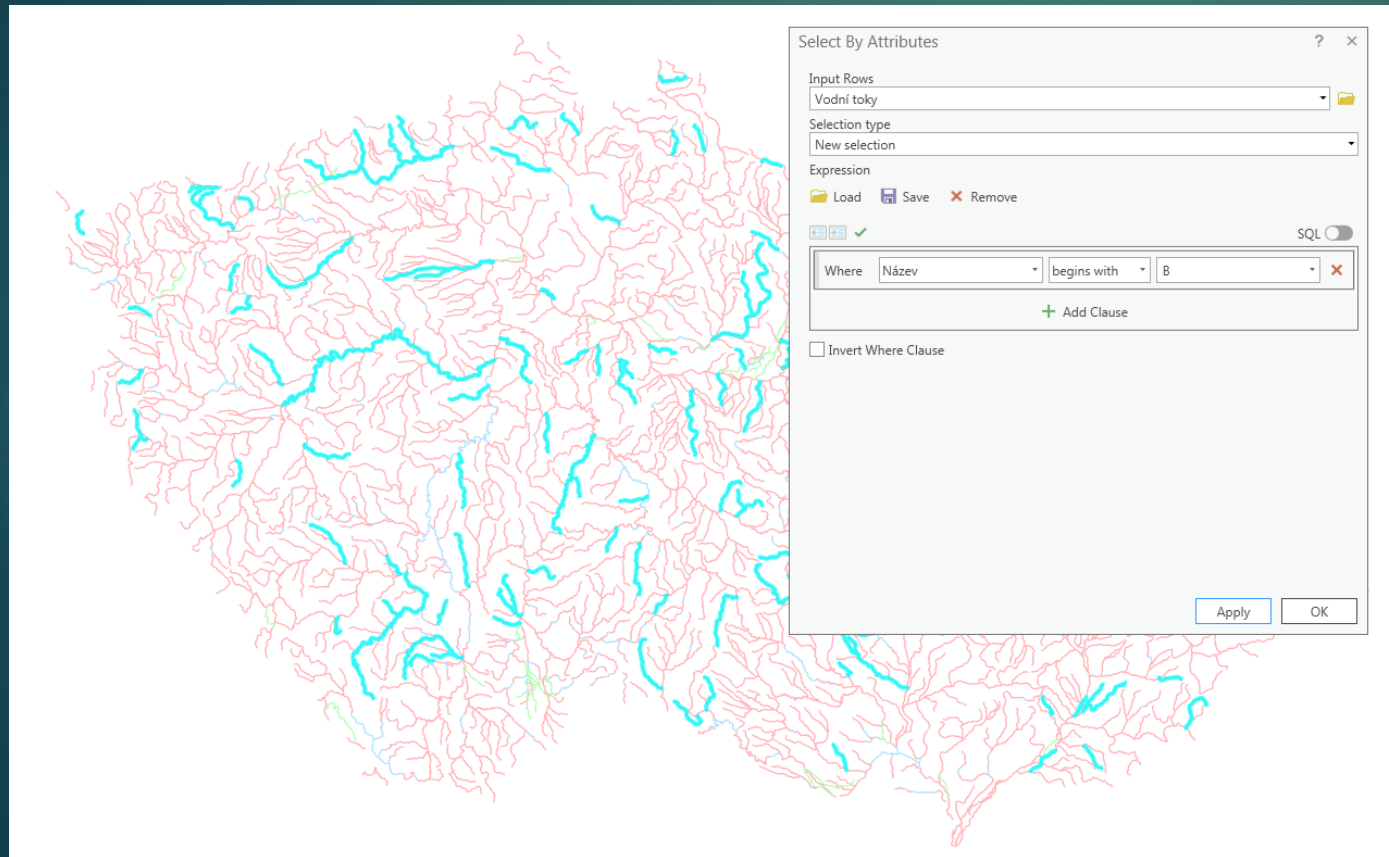 Select By Attributes ? ×
Input Rows
Vodní toky
Selection type
New selection
Expression
Load Save Remove
SQL
Where Název begins with B
Add Clause
Invert Where Clause
Apply OK